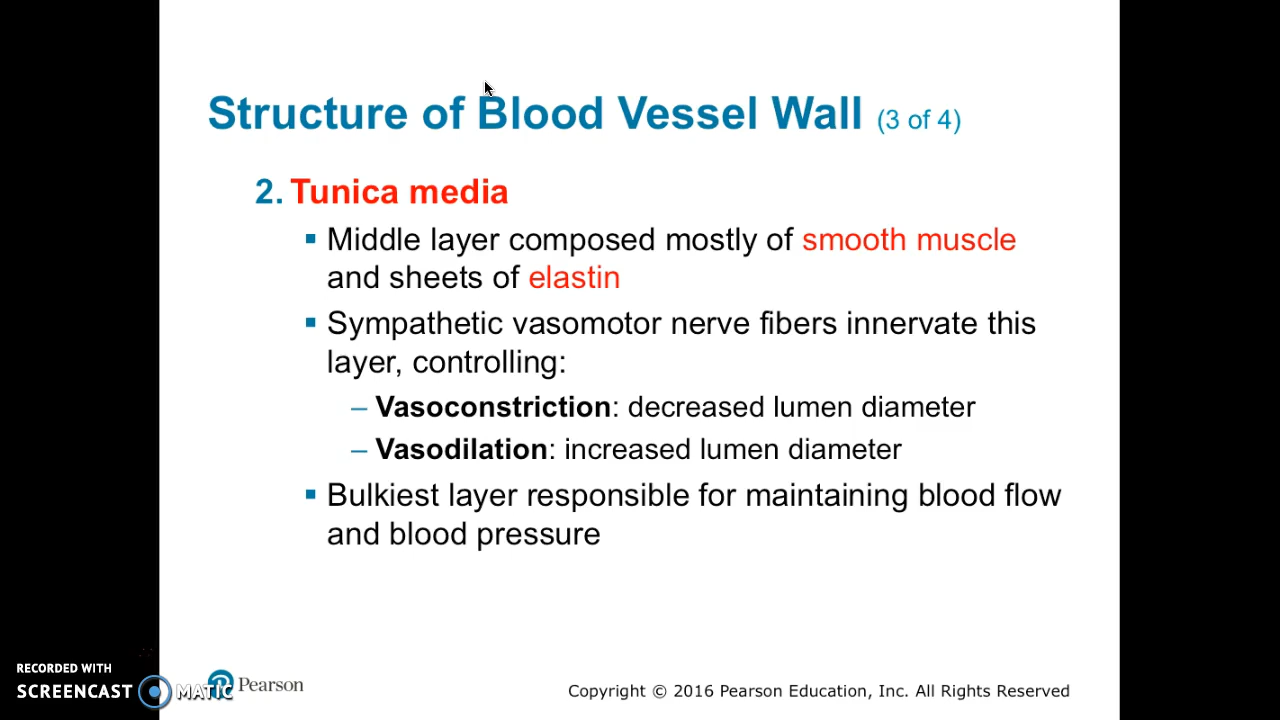 Structure of Blood Vessel Wall (3 of 4)
2. Tunica media
▪ Middle layer composed mostly of smooth muscle
and sheets of elastin
▪ Sympathetic vasomotor nerve fibers innervate this
layer, controlling:
– Vasoconstriction: decreased lumen diameter
– Vasodilation: increased lumen diameter
▪ Bulkiest layer responsible for maintaining blood flow
and blood pressure
RECORDED WITH
SCREENCAST MATIC
Pearson
Copyright © 2016 Pearson Education, Inc. All Rights Reserved